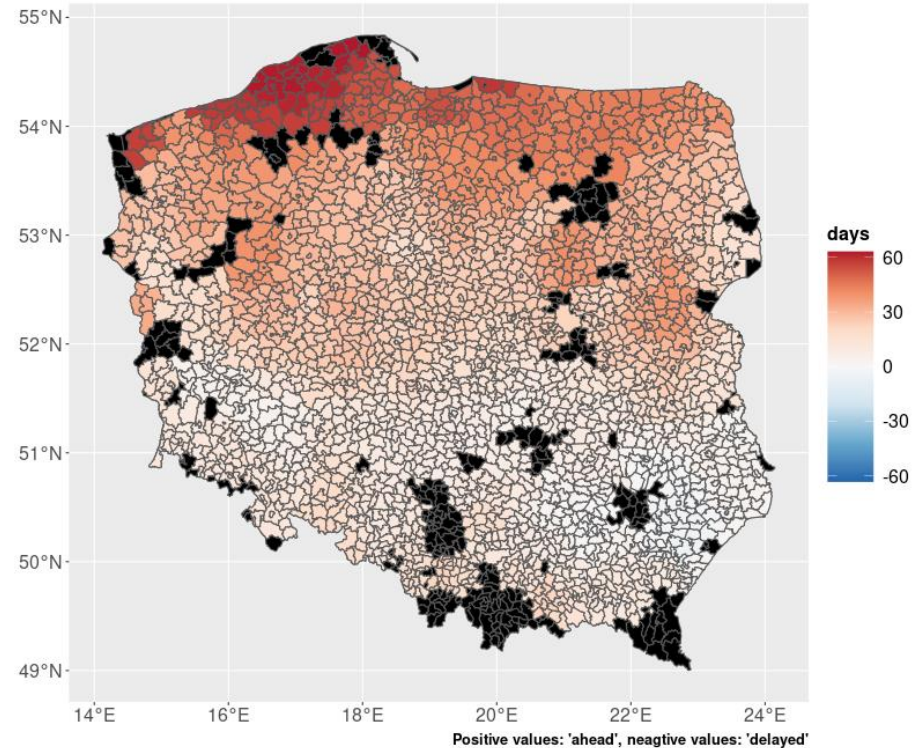 55°N
54°N
53°N
52°N
51°N
50°N
49°N
14°E 16°E 18°E 20°E 22°E 24°E
days
60
30
0
-30
-60
Positive values: 'ahead', neagtive values: 'delayed'